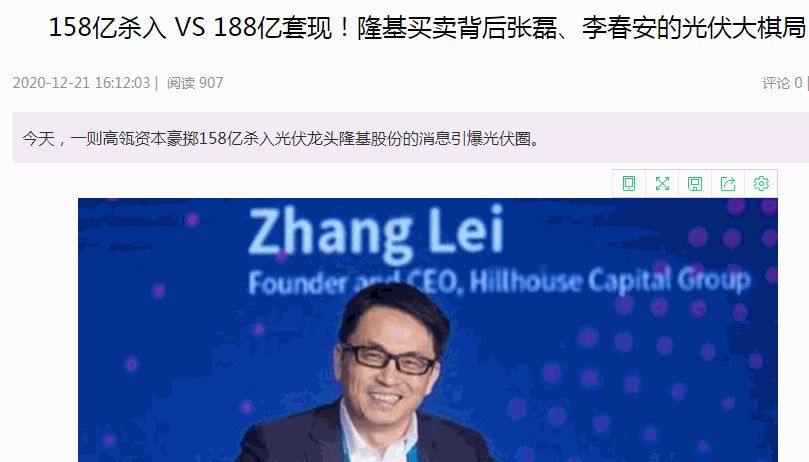 158亿杀入 VS 188亿套现！隆基买卖背后张磊、李春安的光伏大棋局
2020-12-21 16:12:03 | 阅读 907
评论 0 |
今天，一则高瓴资本豪掷158亿杀入光伏龙头隆基股份的消息引爆光伏圈。
Zhang Lei
Founder and CEO, Hillhouse Capital Group